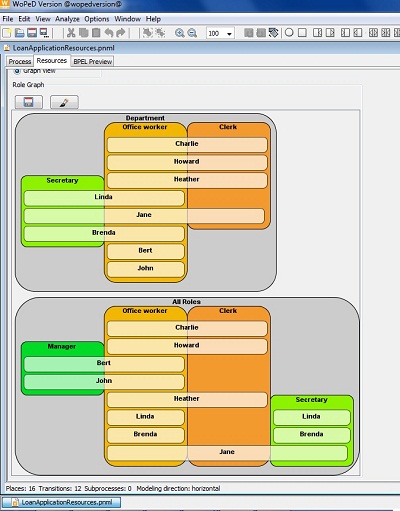 WoPeD Version @wopedversion@
File Edit View Analyze Window Help Community
100
LoanApplicationResources.pnml
Process Resources BPEL Preview
Graph view
Role Graph
Department
Office worker Clerk
Charlie
Howard
Secretary Heather
Linda
Jane
Brenda
Bert
John
All Roles
Office worker Clerk
Charlie
Manager Howard
Bert
John
Heather Secretary
Linda Linda
Brenda Brenda
Jane
Places: 16 Transitions: 12 Subprocesses: 0 Modeling direction: horizontal
LoanApplicationResources.pnml